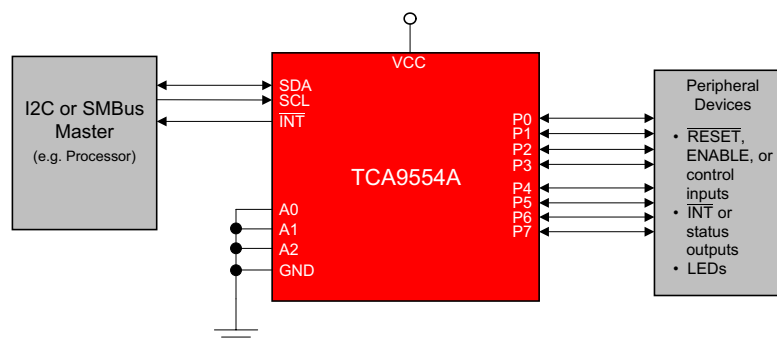 VCC
I2C or SMBus
Master
(e.g. Processor)
SDA
SCL
INT
A0
A1
A2
GND
TCA9554A
P0
P1
P2
P3
P4
P5
P6
P7
Peripheral
Devices
• RESET,
ENABLE, or
control
inputs
• INT or
status
outputs
• LEDs